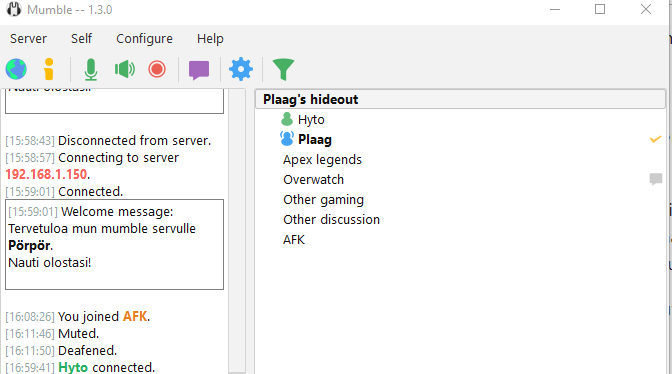 Mumble -- 1.3.0
Server Self Configure Help
Nauti olostasi!
[15:58:43] Disconnected from server.
[15:58:57] Connecting to server
192.168.1.150.
[15:59:01] Connected.
[15:59:01] Welcome message:
Tervetuloa mun mumble servulle
Pörpör.
Nauti olostasi!
[16:08:26] You joined AFK.
[16:11:46] Muted.
[16:11:50] Deafened.
[16:59:41] Hyto connected.
Plaag's hideout
Hyto
Plaag
Apex legends
Overwatch
Other gaming
Other discussion
AFK